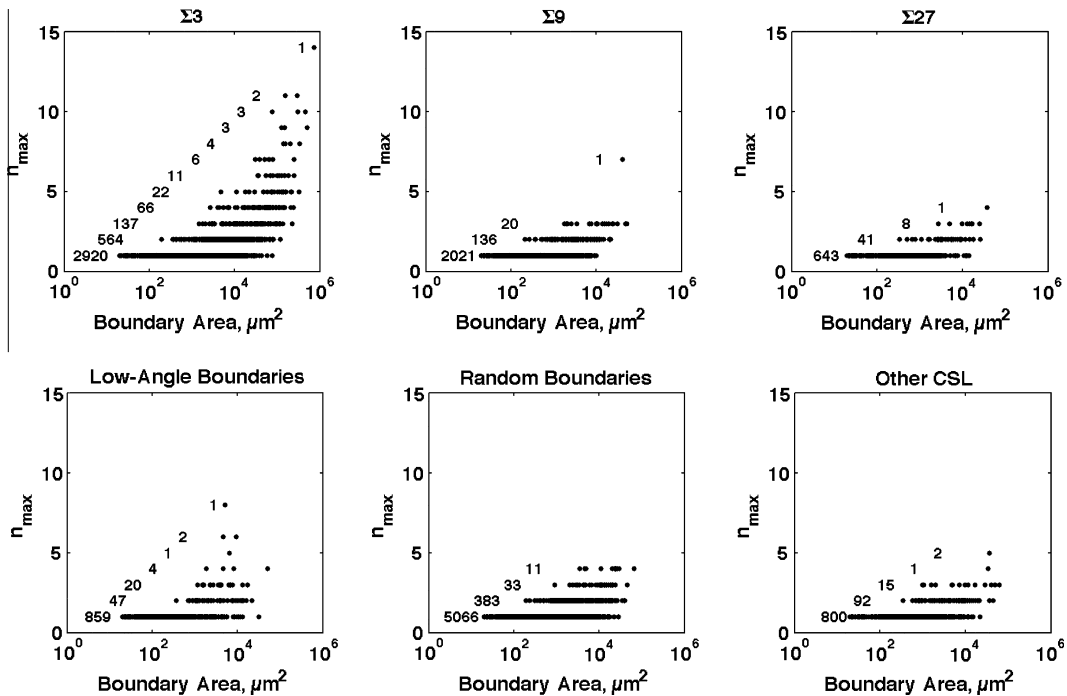 Σ3
15
10
5
0
n_max
1
2
3
3
4
6
11
22
66
137
564
2920
10^0 10^2 10^4 10^6
Boundary Area, µm^2
Σ9
15
10
5
0
n_max
1
20
136
2021
10^0 10^2 10^4 10^6
Boundary Area, µm^2
Σ27
15
10
5
0
n_max
1
8
41
643
10^0 10^2 10^4 10^6
Boundary Area, µm^2
Low-Angle Boundaries
15
10
5
0
n_max
1
2
1
4
20
47
859
10^0 10^2 10^4 10^6
Boundary Area, µm^2
Random Boundaries
15
10
5
0
n_max
11
33
383
5066
10^0 10^2 10^4 10^6
Boundary Area, µm^2
Other CSL
15
10
5
0
n_max
2
1
15
92
800
10^0 10^2 10^4 10^6
Boundary Area, µm^2